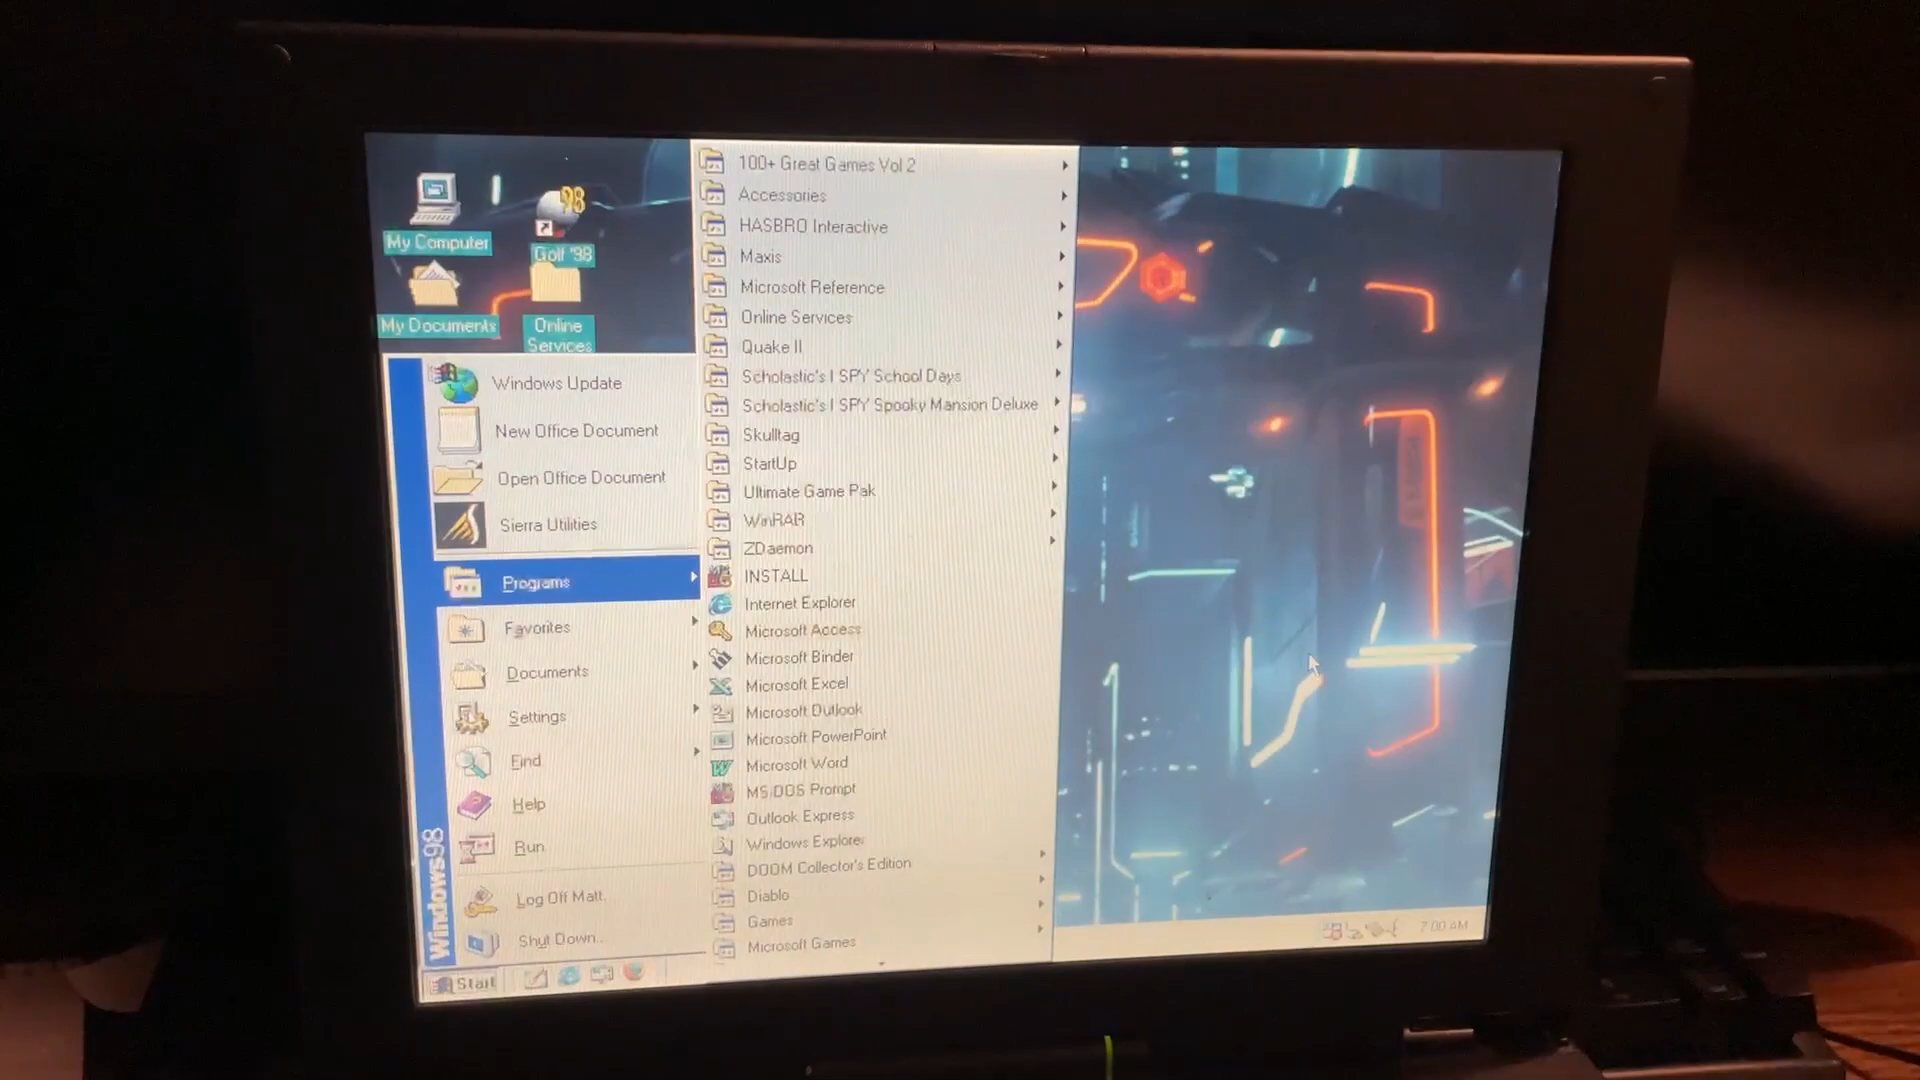 My Computer
Golf '98
My Documents
Online
Services
Windows Update
New Office Document
Open Office Document
Sierra Utilities
Programs
Favorites
Documents
Settings
Find
Help
Run
Log Off Matt
Shut Down...
Windows98
Start
100+ Great Games Vol 2
Accessories
HASBRO Interactive
Maxis
Microsoft Reference
Online Services
Quake II
Scholastic's I SPY School Days
Scholastic's I SPY Spooky Mansion Deluxe
Skulltag
StartUp
Ultimate Game Pak
WinRAR
ZDaemon
INSTALL
Internet Explorer
Microsoft Access
Microsoft Binder
Microsoft Excel
Microsoft Outlook
Microsoft PowerPoint
Microsoft Word
MS-DOS Prompt
Outlook Express
Windows Explorer
DOOM Collector's Edition
Diablo
Games
Microsoft Games
7:00 AM